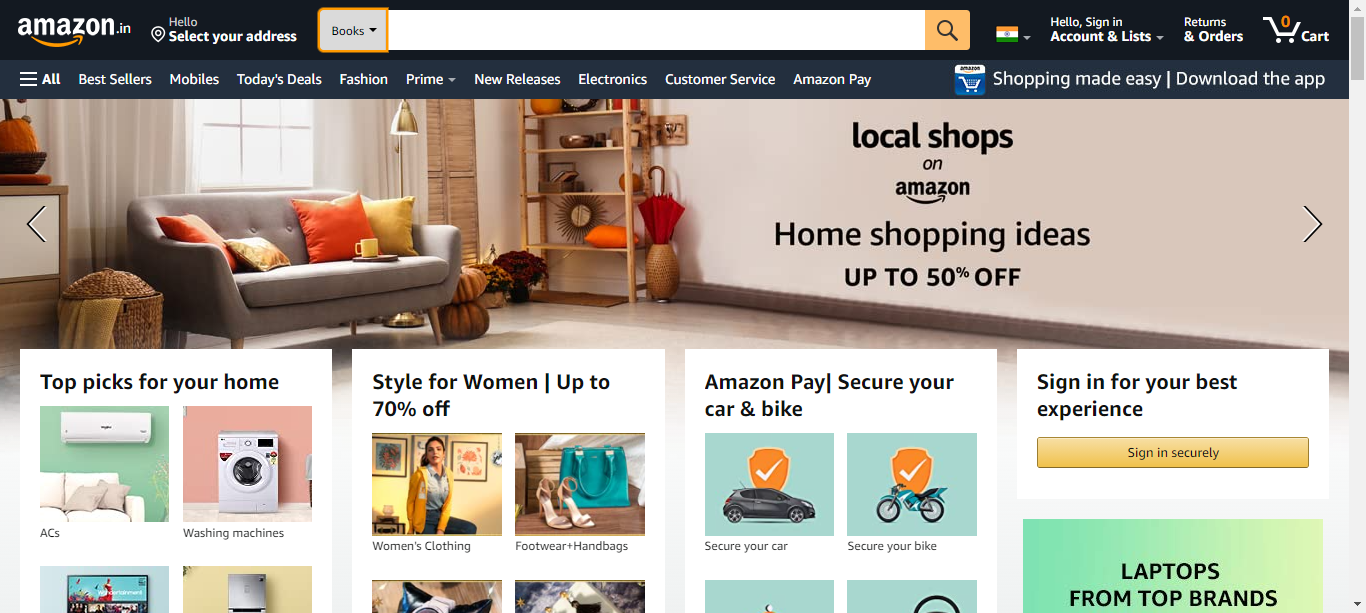 amazon.in
Hello
Select your address
Books
Hello, Sign in
Account & Lists
Returns
& Orders
0
Cart
All
Best Sellers
Mobiles
Today's Deals
Fashion
Prime
New Releases
Electronics
Customer Service
Amazon Pay
amazon
Shopping made easy | Download the app
local shops
on
amazon
Home shopping ideas
UP TO 50% OFF
Top picks for your home
ACs
Washing machines
Style for Women | Up to
70% off
Women's Clothing
Footwear+Handbags
Amazon Pay| Secure your
car & bike
Secure your car
Secure your bike
Sign in for your best
experience
Sign in securely
LAPTOPS
FROM TOP BRANDS